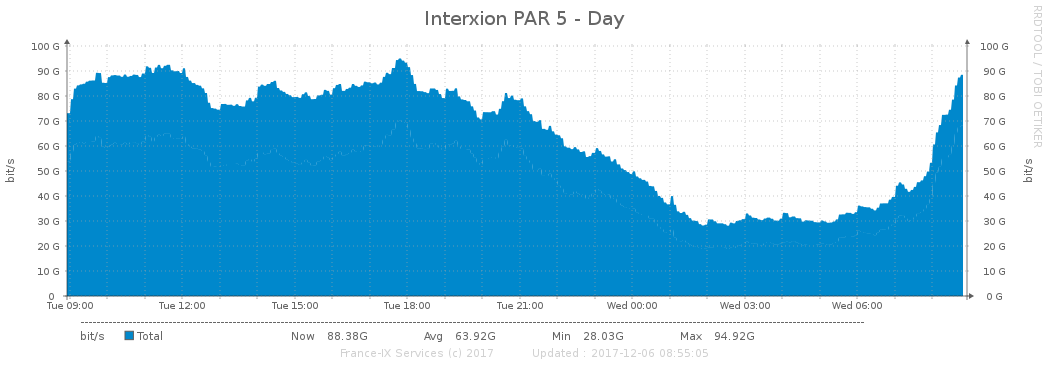 Interxion PAR 5 - Day
RRDTOOL / TOBI OETIKER
100 G 100 G
90 G 90 G
80 G 80 G
70 G 70 G
60 G 60 G
50 G 50 G
40 G 40 G
30 G 30 G
20 G 20 G
10 G 10 G
0 0 G
bit/s bit/s
Tue 09:00 Tue 12:00 Tue 15:00 Tue 18:00 Tue 21:00 Wed 00:00 Wed 03:00 Wed 06:00
bit/s Total Now 88.38G Avg 63.92G Min 28.03G Max 94.92G
France-IX Services (c) 2017 Updated : 2017-12-06 08:55:05